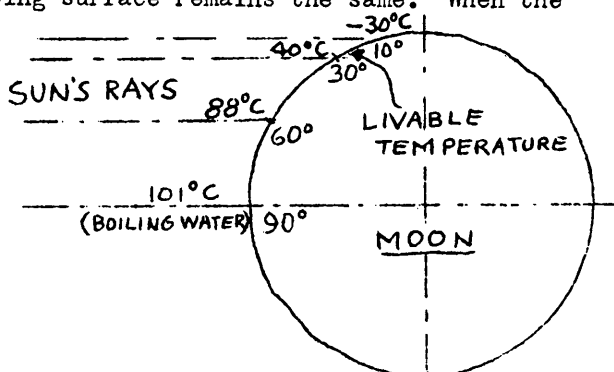 ing surface remains the same. When the
-30°C
40°C 10°
30°
SUN'S RAYS
88°C
60°
LIVABLE
TEMPERATURE
101°C
(BOILING WATER) 90°
MOON